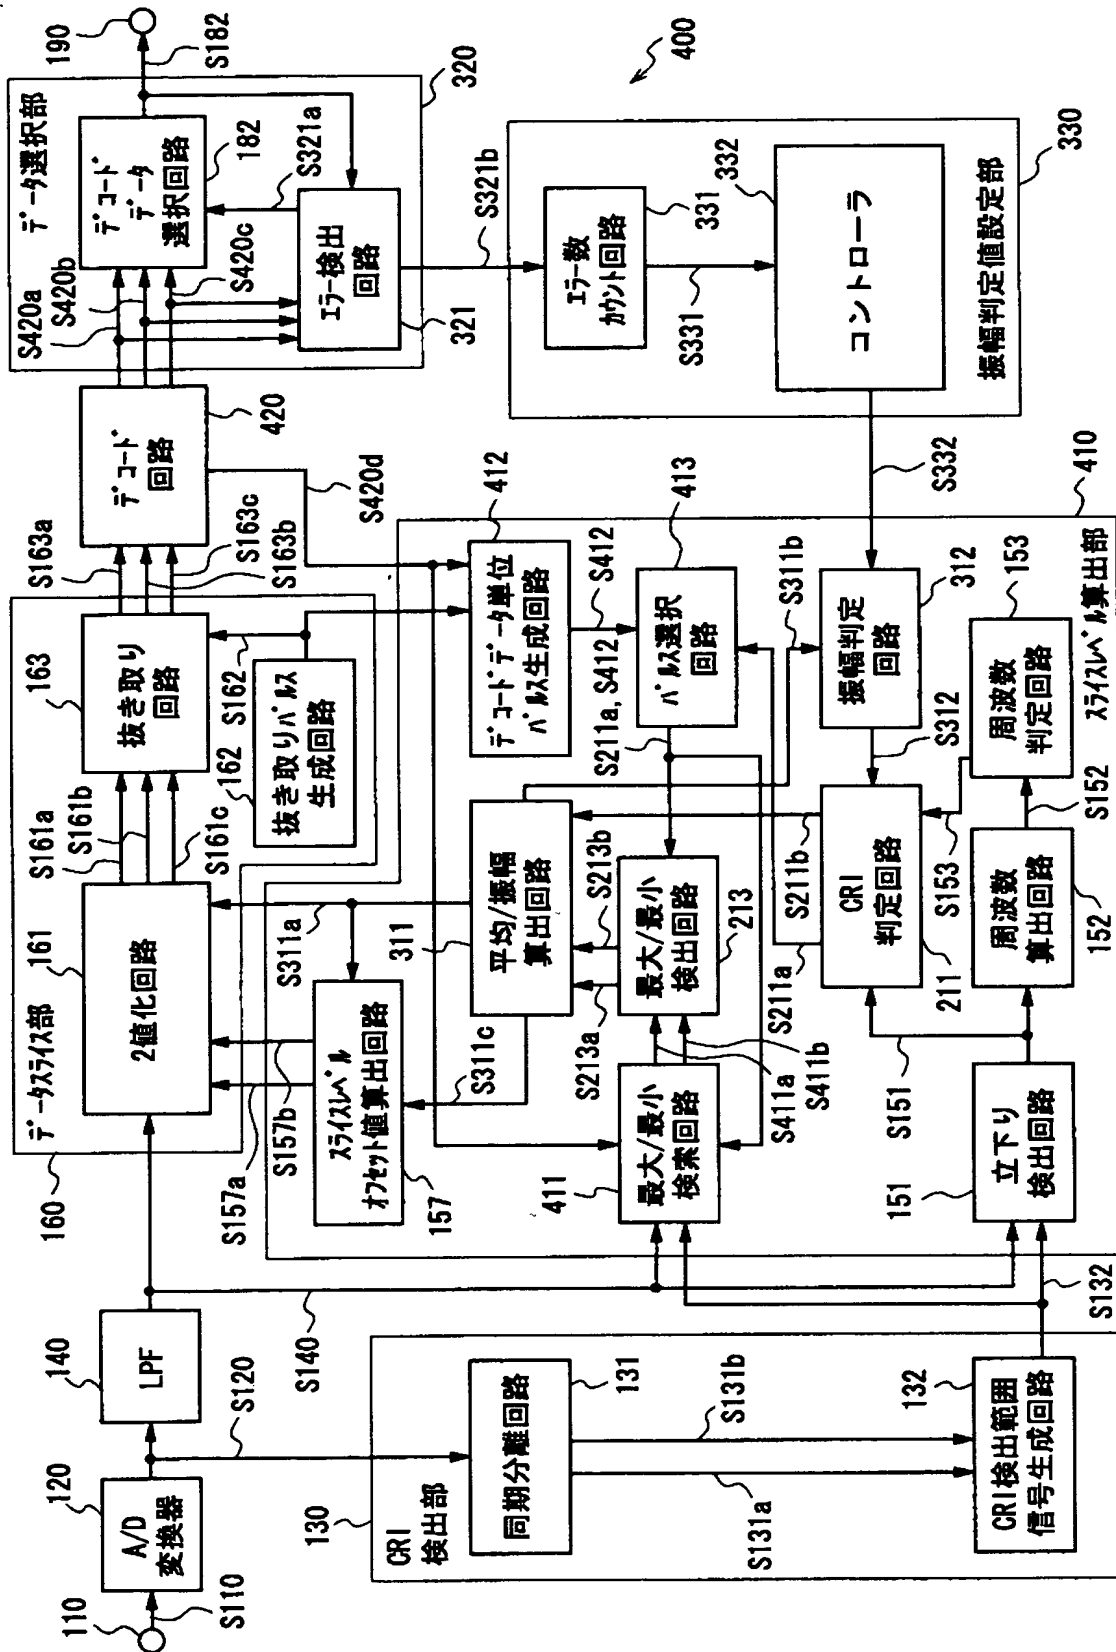 110
S110
120
A/D
変換器
S120
140
LPF
S140
130
CRI
検出部
131
同期分離回路
S131a
S131b
132
CRI検出範囲
信号生成回路
S132
160
データスライス部
161
2値化回路
S161a
S161b
S161c
162
抜き取りパルス
生成回路
S162
163
抜き取り
回路
S163a
S163c
S163b
S157a
S157b
スライスレベル
オフセット値算出回路
157
S311a
S311c
311
平均/振幅
算出回路
S213a
S213b
最大/最小
検出回路
213
411
最大/最小
検索回路
S411a
S411b
S211a
S211b
S211a, S412
デコードデータ単位
パルス生成回路
412
S412
パルス選択
回路
413
S311b
151
立下り
検出回路
S151
CRI
判定回路
211
S153
S312
振幅判定
回路
312
周波数
算出回路
152
S152
周波数
判定回路
153
スライスレベル算出部
410
S332
デコード
回路
420
S420d
S420a
S420b
S420c
データ選択部
デコード
データ
選択回路
182
S321a
エラー検出
回路
321
320
S182
190
S321b
エラー数
カウント回路
331
S331
332
コントローラ
振幅判定値設定部
330
400